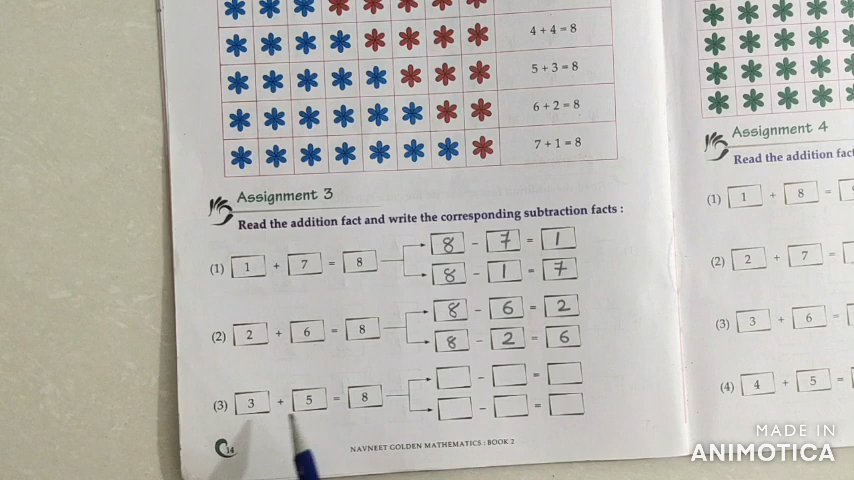 4 + 4 = 8
5 + 3 = 8
6 + 2 = 8
7 + 1 = 8
Assignment 3
Read the addition fact and write the corresponding subtraction facts :
(1) 1 + 7 = 8
8 - 7 = 1
8 - 1 = 7
(2) 2 + 6 = 8
8 - 6 = 2
8 - 2 = 6
(3) 3 + 5 = 8
- =
- =
14
NAVNEET GOLDEN MATHEMATICS : BOOK 2
Assignment 4
Read the addition fact
(1) 1 + 8 =
(2) 2 + 7 =
(3) 3 + 6 =
(4) 4 + 5 =
MADE IN
ANIMOTICA